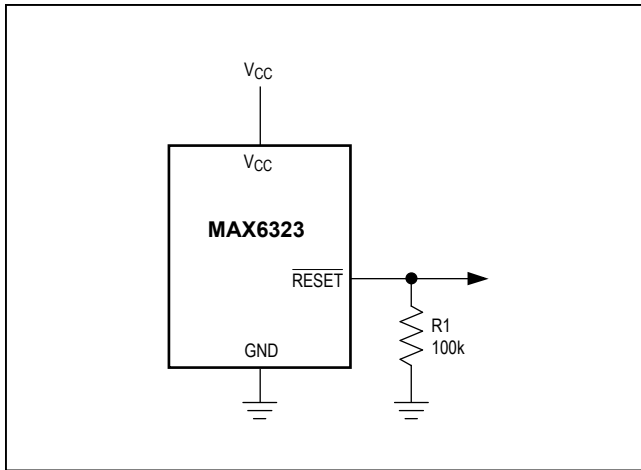 VCC
VCC
MAX6323
RESET
R1
100k
GND